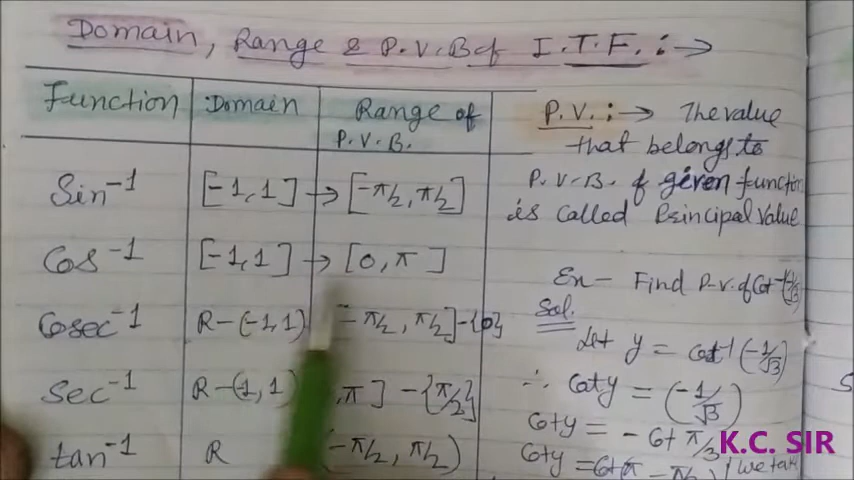 Domain, Range & P.V.B of I.T.F. :→
Function Domain Range of P.V.B.
Sin⁻¹ [-1,1] → [-π/2, π/2]
Cos⁻¹ [-1,1] → [0, π]
Cosec⁻¹ R-(-1,1) -π/2, π/2]-{0}
Sec⁻¹ R-(1,1) ,π] -{π/2}
tan⁻¹ R (-π/2, π/2)
P.V. :→ The value
that belongs to
P.V.B. of given function
is called Principal value
Ex- Find P.V. of Cot⁻¹(-1/√3)
Sol.
Let y = cot⁻¹(-1/√3)
∴ Coty = (-1/√3)
Coty = - Cot π/3
Coty = Cot(π - π/3)
K.C. SIR